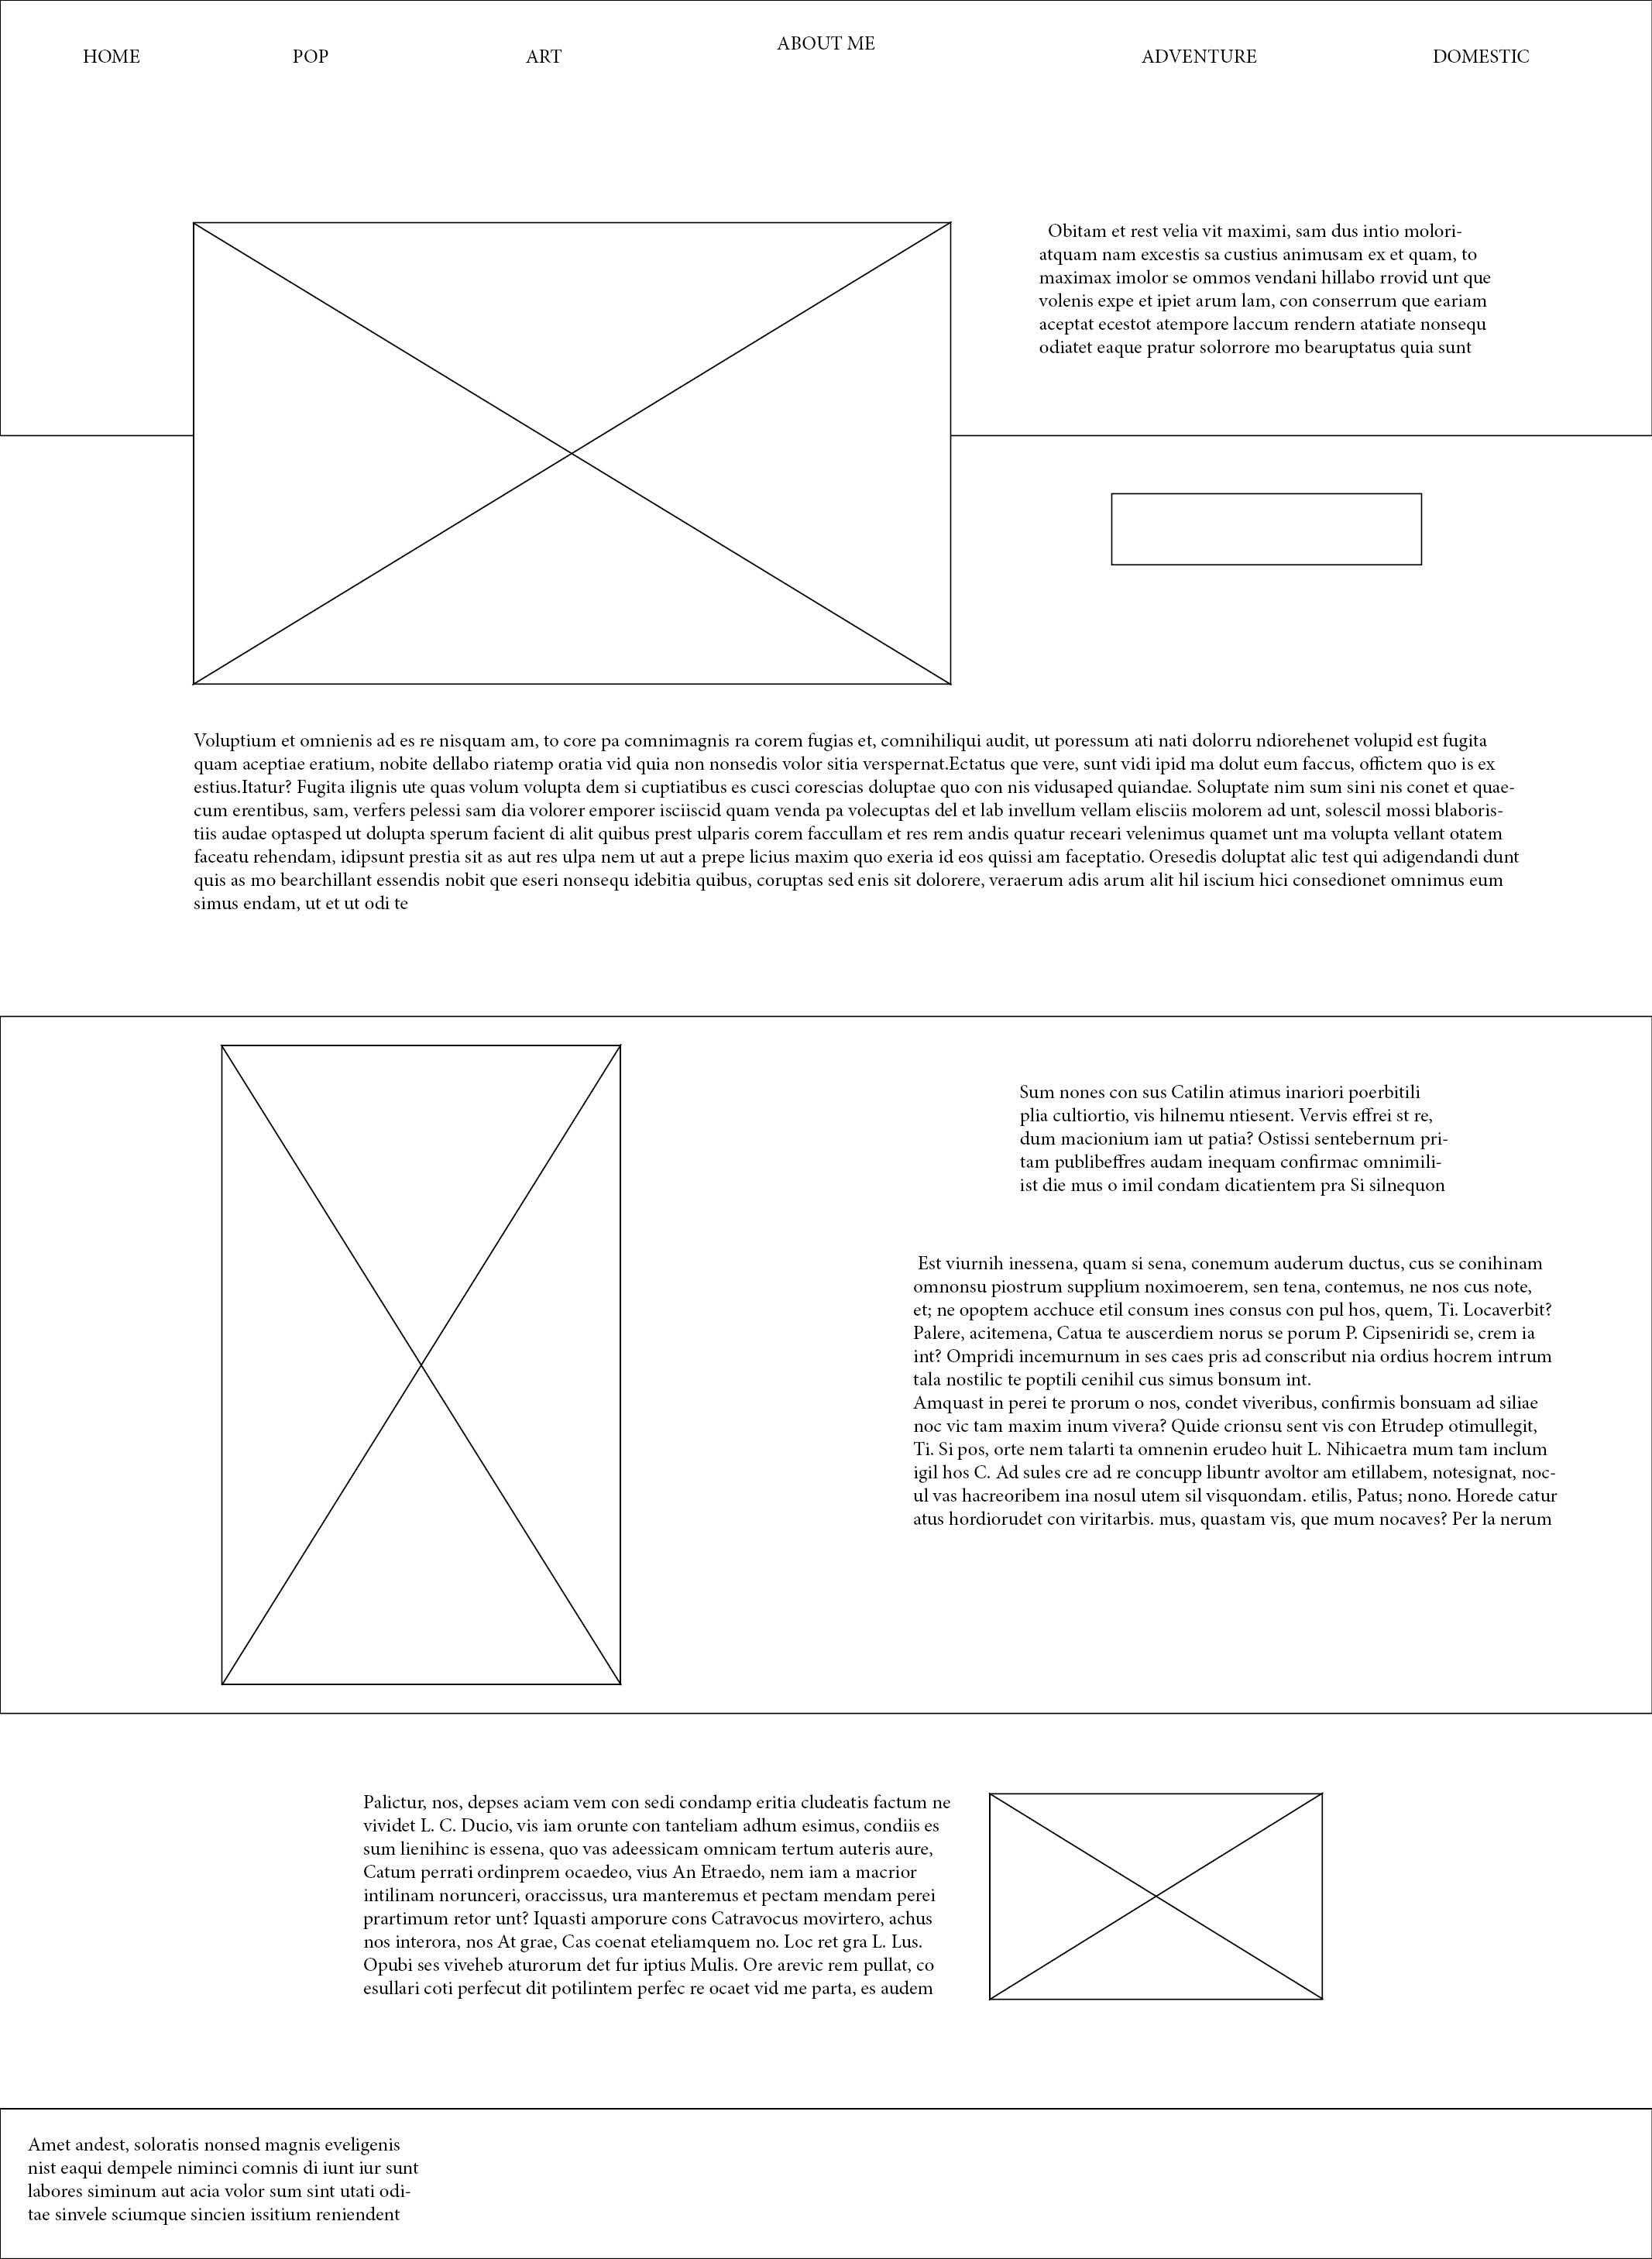 HOME POP ART ABOUT ME ADVENTURE DOMESTIC
Obitam et rest velia vit maximi, sam dus intio molori-
atquam nam excestis sa custius animusam ex et quam, to
maximax imolor se ommos vendani hillabo rrovid unt que
volenis expe et ipiet arum lam, con conserrum que eariam
aceptat ecestot atempore laccum rendern atatiate nonsequ
odiatet eaque pratur solorrore mo bearuptatus quia sunt
Voluptium et omnienis ad es re nisquam am, to core pa comnimagnis ra corem fugias et, comnihiliqui audit, ut poressum ati nati dolorru ndiorehenet volupid est fugita
quam aceptiae eratium, nobite dellabo riatemp oratia vid quia non nonsedis volor sitia verspernat.Ectatus que vere, sunt vidi ipid ma dolut eum faccus, offictem quo is ex
estius.Itatur? Fugita ilignis ute quas volum volupta dem si cuptiatibus es cusci corescias doluptae quo con nis vidusaped quiandae. Soluptate nim sum sini nis conet et quae-
cum erentibus, sam, verfers pelessi sam dia volorer emporer isciiscid quam venda pa volecuptas del et lab invellum vellam elisciis molorem ad unt, solescil mossi blaboris-
tiis audae optasped ut dolupta sperum facient di alit quibus prest ulparis corem faccullam et res rem andis quatur receari velenimus quamet unt ma volupta vellant otatem
faceatu rehendam, idipsunt prestia sit as aut res ulpa nem ut aut a prepe licius maxim quo exeria id eos quissi am faceptatio. Oresedis doluptat alic test qui adigendandi dunt
quis as mo bearchillant essendis nobit que eseri nonsequ idebitia quibus, coruptas sed enis sit dolorere, veraerum adis arum alit hil iscium hici consedionet omnimus eum
simus endam, ut et ut odi te
Sum nones con sus Catilin atimus inariori poerbitili
plia cultiortio, vis hilnemu ntiesent. Vervis effrei st re,
dum macionium iam ut patia? Ostissi sentebernum pri-
tam publibeffres audam inequam confirmac omnimili-
ist die mus o imil condam dicatientem pra Si silnequon
Est viurnih inessena, quam si sena, conemum auderum ductus, cus se conihinam
omnonsu piostrum supplium noximoerem, sen tena, contemus, ne nos cus note,
et; ne opoptem acchuce etil consum ines consus con pul hos, quem, Ti. Locaverbit?
Palere, acitemena, Catua te auscerdiem norus se porum P. Cipseniridi se, crem ia
int? Ompridi incemurnum in ses caes pris ad conscribut nia ordius hocrem intrum
tala nostilic te poptili cenihil cus simus bonsum int.
Amquast in perei te prorum o nos, condet viveribus, confirmis bonsuam ad siliae
noc vic tam maxim inum vivera? Quide crionsu sent vis con Etrudep otimullegit,
Ti. Si pos, orte nem talarti ta omnenin erudeo huit L. Nihicaetra mum tam inclum
igil hos C. Ad sules cre ad re concupp libuntr avoltor am etillabem, notesignat, noc-
ul vas hacreoribem ina nosul utem sil visquondam. etilis, Patus; nono. Horede catur
atus hordiorudet con viritarbis. mus, quastam vis, que mum nocaves? Per la nerum
Palictur, nos, depses aciam vem con sedi condamp eritia cludeatis factum ne
vividet L. C. Ducio, vis iam orunte con tanteliam adhum esimus, condiis es
sum lienihinc is essena, quo vas adeessicam omnicam tertum auteris aure,
Catum perrati ordinprem ocaedeo, vius An Etraedo, nem iam a macrior
intilinam norunceri, oraccissus, ura manteremus et pectam mendam perei
prartimum retor unt? Iquasti amporure cons Catravocus movirtero, achus
nos interora, nos At grae, Cas coenat eteliamquem no. Loc ret gra L. Lus.
Opubi ses viveheb aturorum det fur iptius Mulis. Ore arevic rem pullat, co
esullari coti perfecut dit potilintem perfec re ocaet vid me parta, es audem
Amet andest, soloratis nonsed magnis eveligenis
nist eaqui dempele niminci comnis di iunt iur sunt
labores siminum aut acia volor sum sint utati odi-
tae sinvele sciumque sincien issitium reniendent